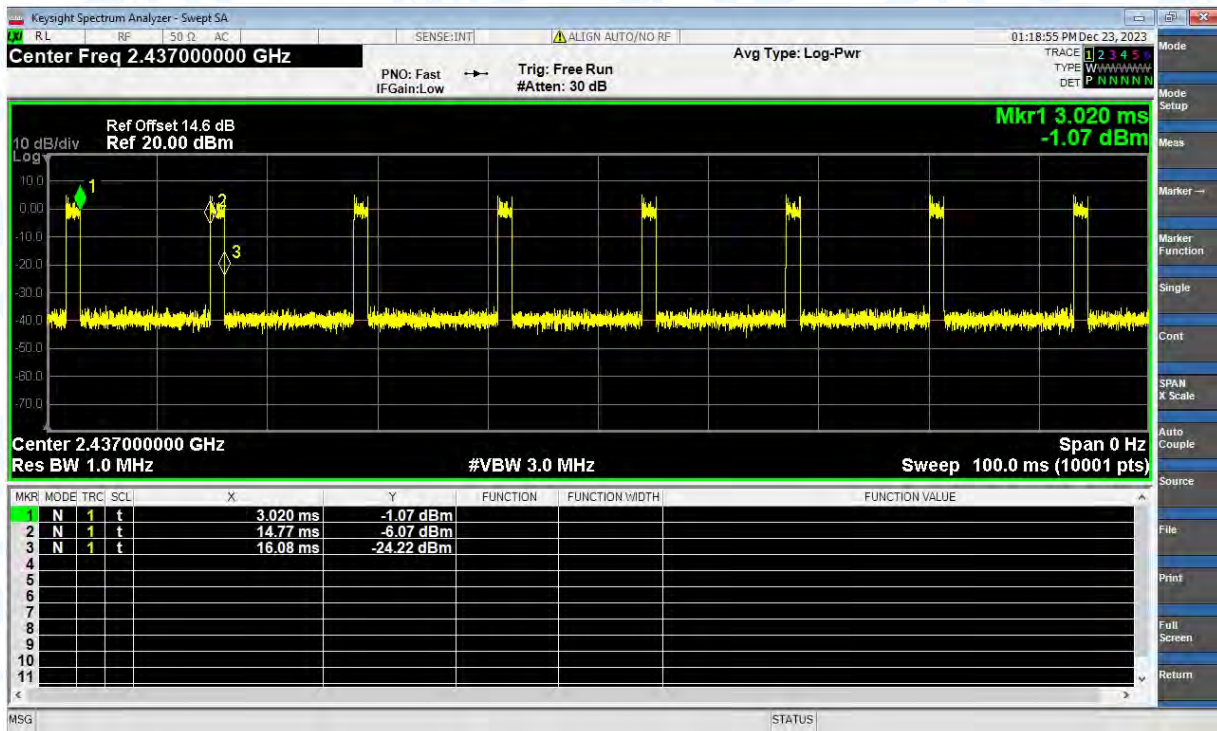 Keysight Spectrum Analyzer - Swept SA
LXI RL RF 50 Ω AC SENSE:INT ALIGN AUTO/NO RF 01:18:55 PM Dec 23, 2023
Center Freq 2.437000000 GHz
Avg Type: Log-Pwr
TRACE 1 2 3 4 5 6
PNO: Fast Trig: Free Run
TYPE WWWWWWW
IFGain:Low #Atten: 30 dB
DET P N N N N N
Ref Offset 14.6 dB
Mkr1 3.020 ms
10 dB/div Ref 20.00 dBm
-1.07 dBm
Log
10.0
0.00
-10.0
-20.0
-30.0
-40.0
-50.0
-60.0
-70.0
1
2
3
Center 2.437000000 GHz Span 0 Hz
Res BW 1.0 MHz #VBW 3.0 MHz Sweep 100.0 ms (10001 pts)
MKR MODE TRC SCL X Y FUNCTION FUNCTION WIDTH FUNCTION VALUE
1 N 1 t 3.020 ms -1.07 dBm
2 N 1 t 14.77 ms -6.07 dBm
3 N 1 t 16.08 ms -24.22 dBm
4
5
6
7
8
9
10
11
MSG STATUS
Mode
Mode
Setup
Meas
Marker→
Marker
Function
Single
Cont
SPAN
X Scale
Auto
Couple
Source
File
Print
Full
Screen
Return